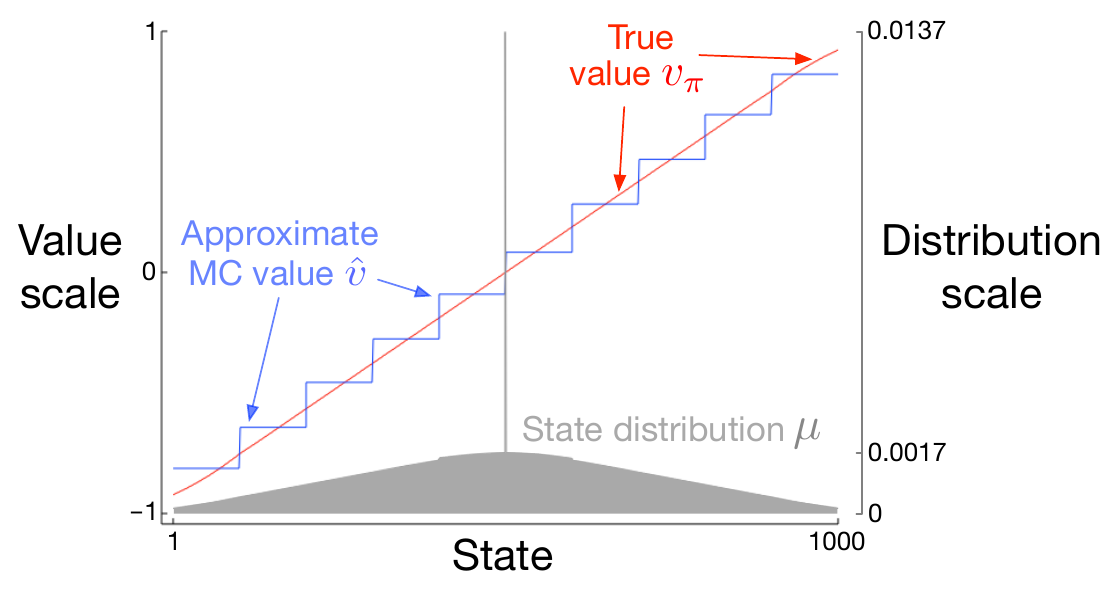 1
0.0137
True
value vπ
Approximate
MC value v̂
Value
scale
0
Distribution
scale
State distribution μ
0.0017
−1
0
1
1000
State